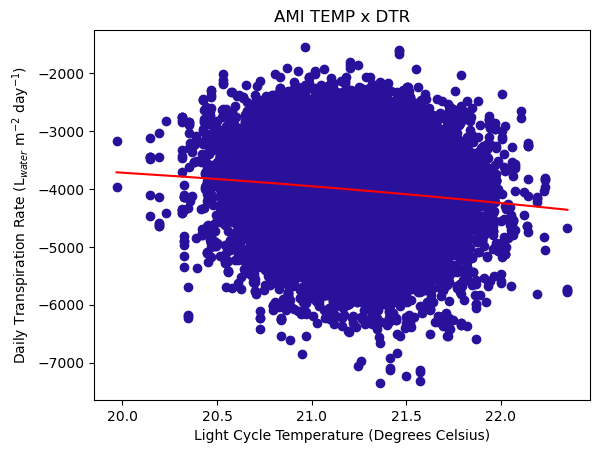 AMI TEMP x DTR
Daily Transpiration Rate (L_water m⁻² day⁻¹)
−2000
−3000
−4000
−5000
−6000
−7000
20.0 20.5 21.0 21.5 22.0
Light Cycle Temperature (Degrees Celsius)